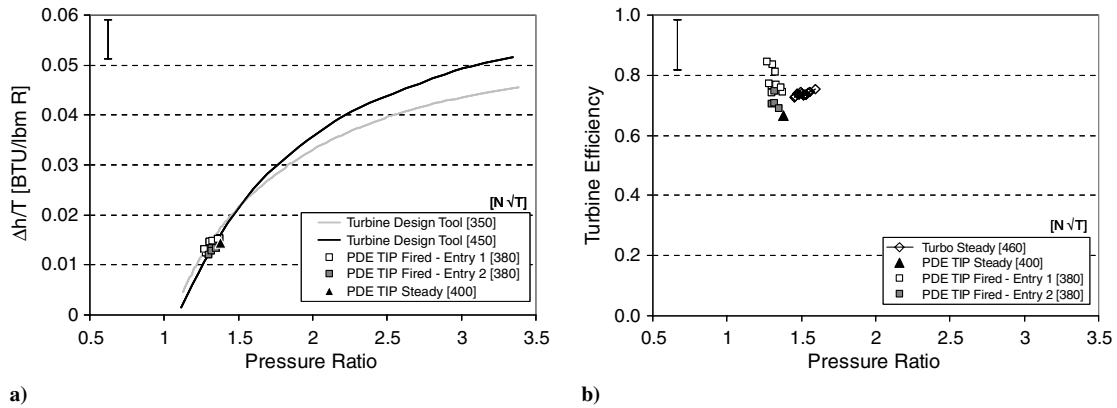 0.06
0.05
0.04
0.03
0.02
0.01
0
Δh/T [BTU/lbm R]
[N √T]
Turbine Design Tool [350]
Turbine Design Tool [450]
PDE TIP Fired - Entry 1 [380]
PDE TIP Fired - Entry 2 [380]
PDE TIP Steady [400]
0.5 1 1.5 2 2.5 3 3.5
Pressure Ratio
a)
1.0
0.8
0.6
0.4
0.2
0.0
Turbine Efficiency
[N √T]
Turbo Steady [460]
PDE TIP Steady [400]
PDE TIP Fired - Entry 1 [380]
PDE TIP Fired - Entry 2 [380]
0.5 1 1.5 2 2.5 3 3.5
Pressure Ratio
b)